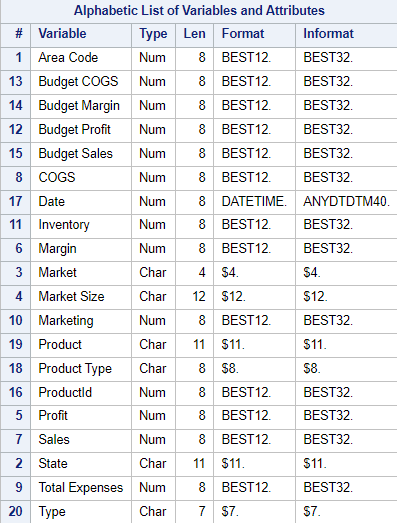 Alphabetic List of Variables and Attributes
# Variable Type Len Format Informat
1 Area Code Num 8 BEST12. BEST32.
13 Budget COGS Num 8 BEST12. BEST32.
14 Budget Margin Num 8 BEST12. BEST32.
12 Budget Profit Num 8 BEST12. BEST32.
15 Budget Sales Num 8 BEST12. BEST32.
8 COGS Num 8 BEST12. BEST32.
17 Date Num 8 DATETIME. ANYDTDTM40.
11 Inventory Num 8 BEST12. BEST32.
6 Margin Num 8 BEST12. BEST32.
3 Market Char 4 $4. $4.
4 Market Size Char 12 $12. $12.
10 Marketing Num 8 BEST12. BEST32.
19 Product Char 11 $11. $11.
18 Product Type Char 8 $8. $8.
16 ProductId Num 8 BEST12. BEST32.
5 Profit Num 8 BEST12. BEST32.
7 Sales Num 8 BEST12. BEST32.
2 State Char 11 $11. $11.
9 Total Expenses Num 8 BEST12. BEST32.
20 Type Char 7 $7. $7.